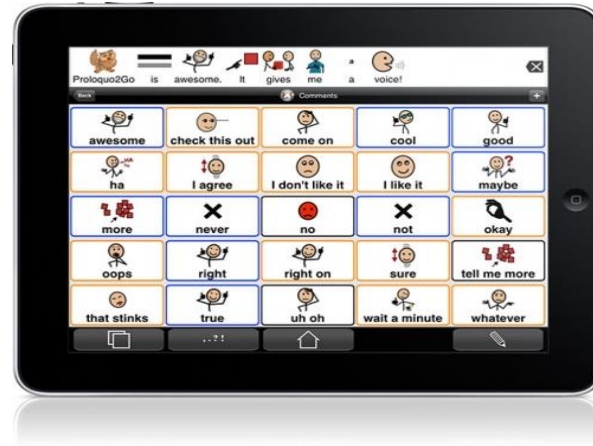 Proloquo2Go is awesome. It gives me a voice!
Back Comments +
awesome check this out come on cool good
ha I agree I don't like it I like it maybe
more never no not okay
oops right right on sure tell me more
that stinks true uh oh wait a minute whatever